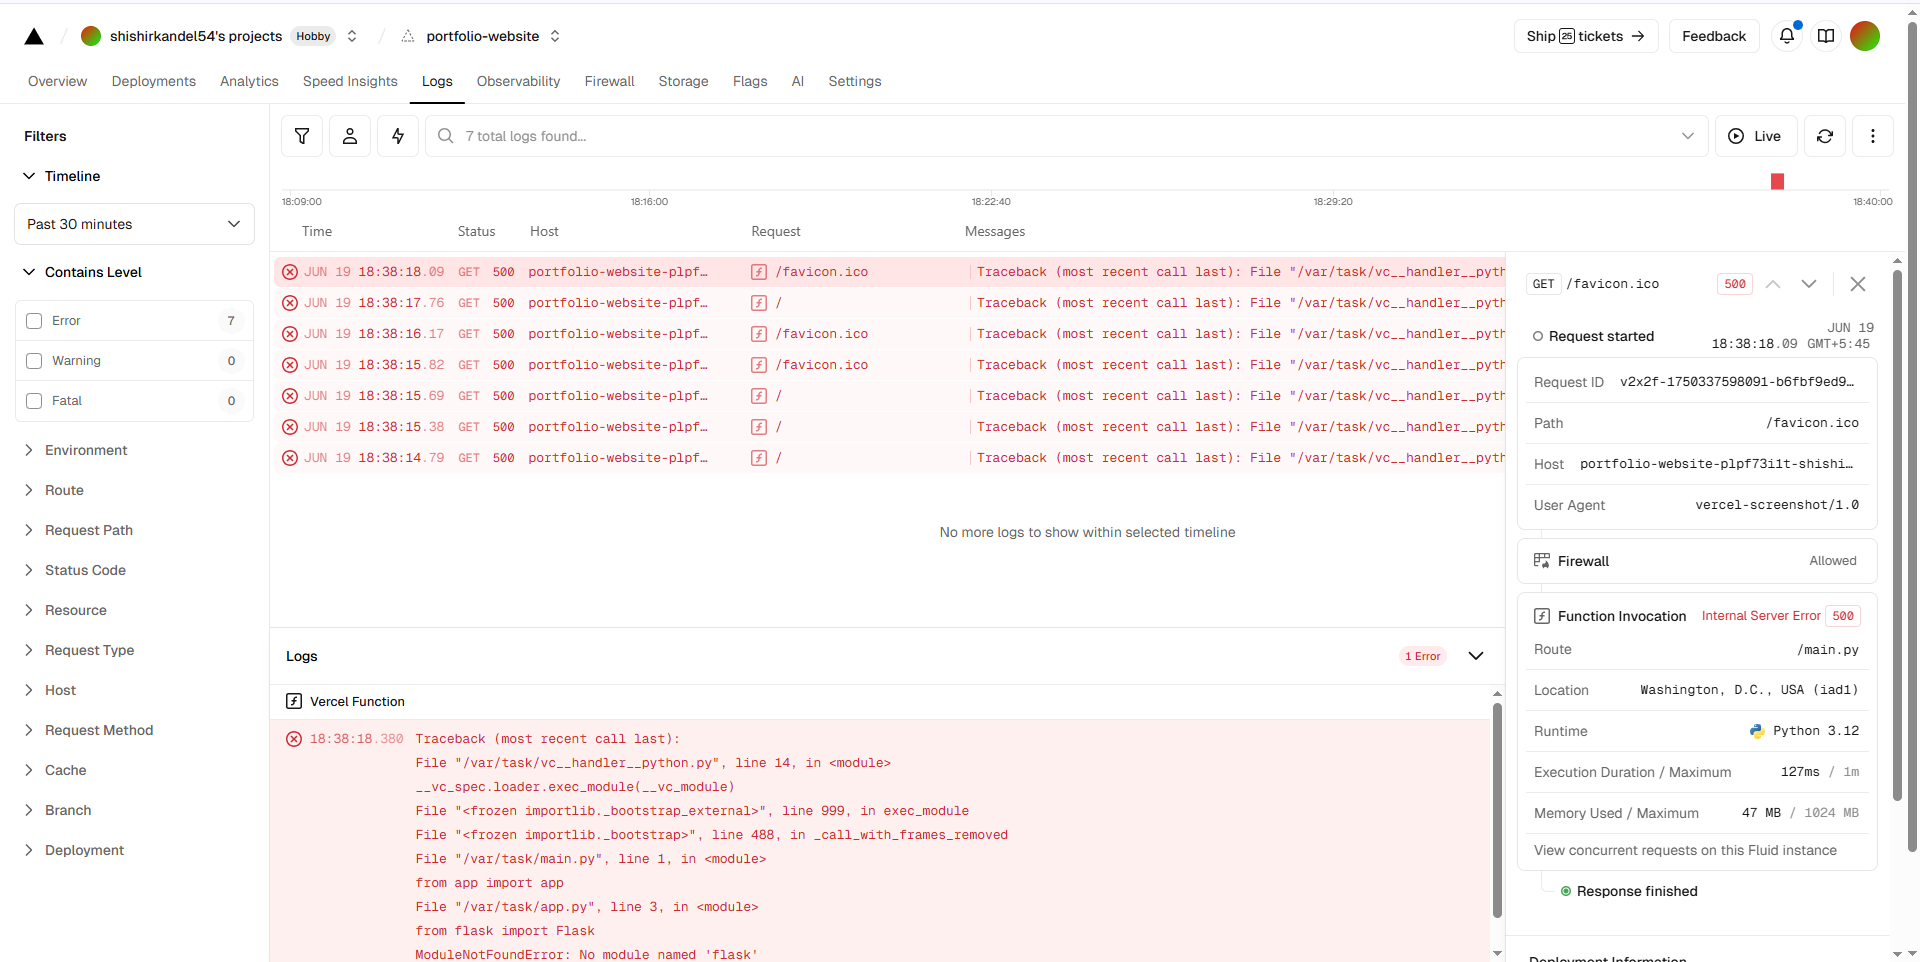 shishirkandel54's projects Hobby portfolio-website Ship 25 tickets → Feedback
Overview Deployments Analytics Speed Insights Logs Observability Firewall Storage Flags AI Settings
Filters
Timeline
Past 30 minutes
Contains Level
Error 7
Warning 0
Fatal 0
Environment
Route
Request Path
Status Code
Resource
Request Type
Host
Request Method
Cache
Branch
Deployment
7 total logs found...
Live
18:09:00 18:16:00 18:22:40 18:29:20 18:40:00
Time Status Host Request Messages
JUN 19 18:38:18.09 GET 500 portfolio-website-plpf… /favicon.ico Traceback (most recent call last): File "/var/task/vc__handler__pyth
JUN 19 18:38:17.76 GET 500 portfolio-website-plpf… / Traceback (most recent call last): File "/var/task/vc__handler__pyth
JUN 19 18:38:16.17 GET 500 portfolio-website-plpf… /favicon.ico Traceback (most recent call last): File "/var/task/vc__handler__pyth
JUN 19 18:38:15.82 GET 500 portfolio-website-plpf… /favicon.ico Traceback (most recent call last): File "/var/task/vc__handler__pyth
JUN 19 18:38:15.69 GET 500 portfolio-website-plpf… / Traceback (most recent call last): File "/var/task/vc__handler__pyth
JUN 19 18:38:15.38 GET 500 portfolio-website-plpf… / Traceback (most recent call last): File "/var/task/vc__handler__pyth
JUN 19 18:38:14.79 GET 500 portfolio-website-plpf… / Traceback (most recent call last): File "/var/task/vc__handler__pyth
No more logs to show within selected timeline
Logs 1 Error
Vercel Function
18:38:18.380 Traceback (most recent call last):
File "/var/task/vc__handler__python.py", line 14, in <module>
__vc_spec.loader.exec_module(__vc_module)
File "<frozen importlib._bootstrap_external>", line 999, in exec_module
File "<frozen importlib._bootstrap>", line 488, in _call_with_frames_removed
File "/var/task/main.py", line 1, in <module>
from app import app
File "/var/task/app.py", line 3, in <module>
from flask import Flask
ModuleNotFoundError: No module named 'flask'
GET /favicon.ico 500
Request started JUN 19
18:38:18.09 GMT+5:45
Request ID v2x2f-1750337598091-b6fbf9ed9…
Path /favicon.ico
Host portfolio-website-plpf73i1t-shishi…
User Agent vercel-screenshot/1.0
Firewall Allowed
Function Invocation Internal Server Error 500
Route /main.py
Location Washington, D.C., USA (iad1)
Runtime Python 3.12
Execution Duration / Maximum 127ms / 1m
Memory Used / Maximum 47 MB / 1024 MB
View concurrent requests on this Fluid instance
Response finished
Deployment Information